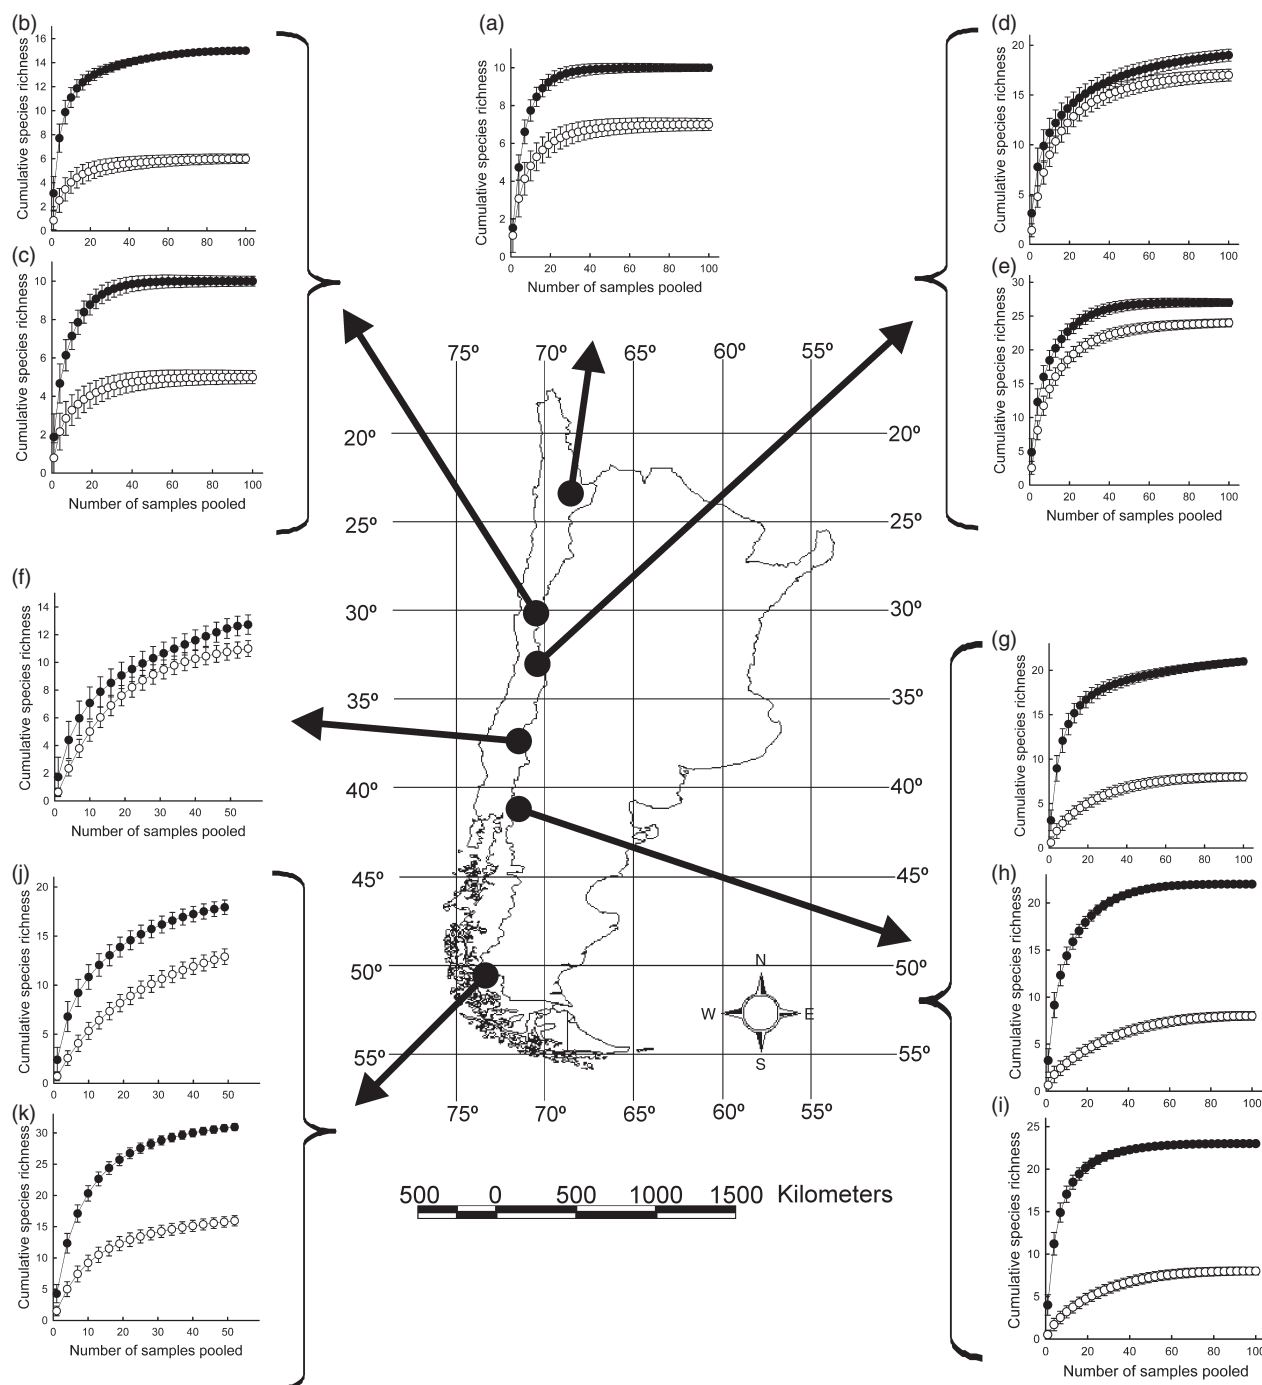 (b)
Cumulative species richness
16
14
12
10
8
6
4
2
0
0 20 40 60 80 100
(a)
Cumulative species richness
10
8
6
4
2
0
0 20 40 60 80 100
Number of samples pooled
(d)
Cumulative species richness
20
15
10
5
0
0 20 40 60 80 100
(c)
Cumulative species richness
10
8
6
4
2
0
0 20 40 60 80 100
Number of samples pooled
(e)
Cumulative species richness
30
25
20
15
10
5
0
0 20 40 60 80 100
Number of samples pooled
75º 70º 65º 60º 55º
20º 20º
25º 25º
30º 30º
35º 35º
40º 40º
45º 45º
50º 50º
55º 55º
75º 70º 65º 60º 55º
N
W E
S
500 0 500 1000 1500 Kilometers
(f)
Cumulative species richness
14
12
10
8
6
4
2
0
0 10 20 30 40 50
Number of samples pooled
(g)
Cumulative species richness
20
15
10
5
0
0 20 40 60 80 100
(h)
Cumulative species richness
20
15
10
5
0
0 20 40 60 80 100
(i)
Cumulative species richness
25
20
15
10
5
0
0 20 40 60 80 100
Number of samples pooled
(j)
Cumulative species richness
20
15
10
5
0
0 10 20 30 40 50
(k)
Cumulative species richness
30
25
20
15
10
5
0
0 10 20 30 40 50
Number of samples pooled